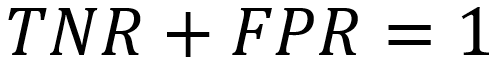 TNR + FPR = 1